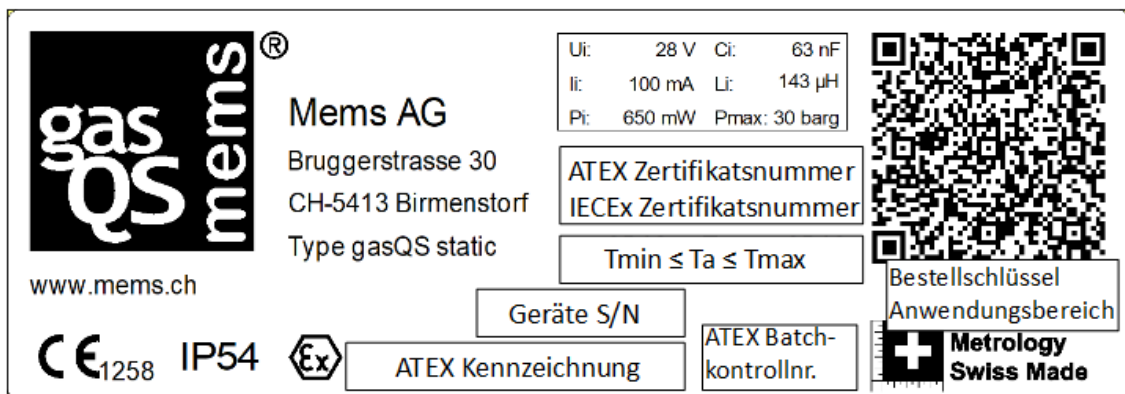 gas
QS
mems
®
www.mems.ch
Mems AG
Bruggerstrasse 30
CH-5413 Birmenstorf
Type gasQS static
Ui: 28 V Ci: 63 nF
Ii: 100 mA Li: 143 µH
Pi: 650 mW Pmax: 30 barg
ATEX Zertifikatsnummer
IECEx Zertifikatsnummer
Tmin ≤ Ta ≤ Tmax
Bestellschlüssel
Anwendungsbereich
Geräte S/N
CE 1258 IP54
Ex
ATEX Kennzeichnung
ATEX Batch-
kontrollnr.
Metrology
Swiss Made